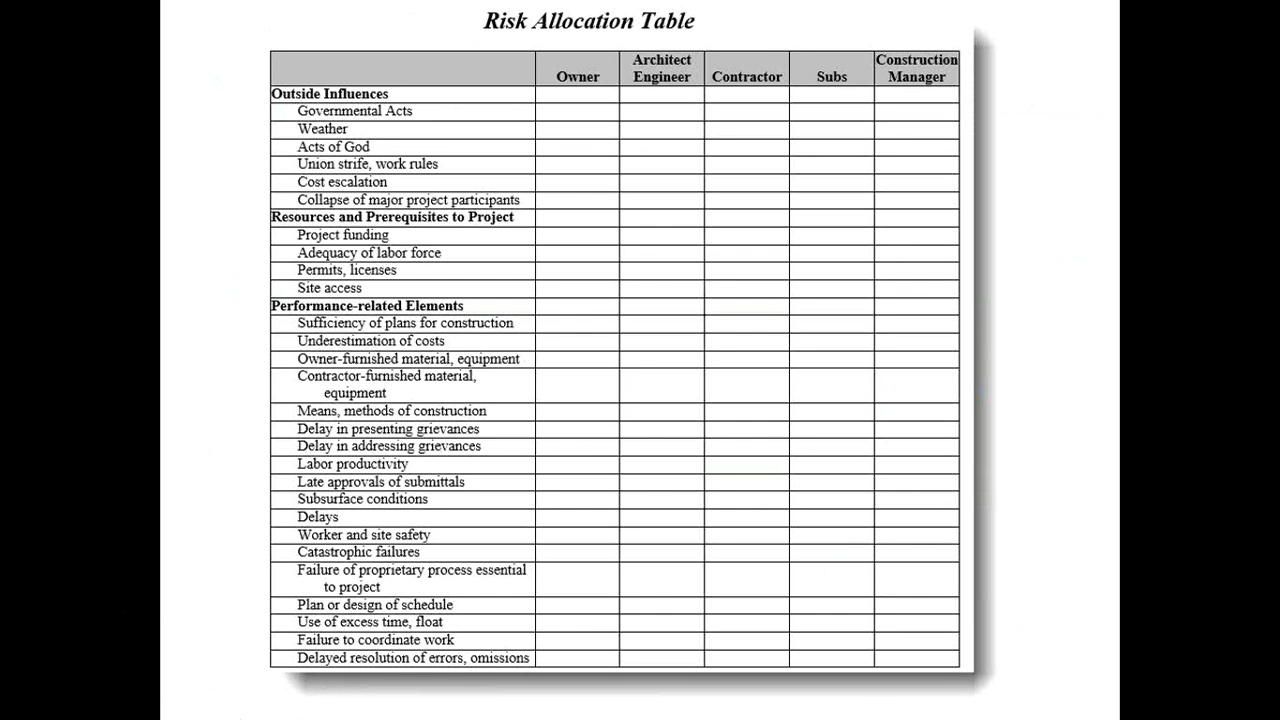 Risk Allocation Table
Owner
Architect
Engineer
Contractor
Subs
Construction
Manager
Outside Influences
Governmental Acts
Weather
Acts of God
Union strife, work rules
Cost escalation
Collapse of major project participants
Resources and Prerequisites to Project
Project funding
Adequacy of labor force
Permits, licenses
Site access
Performance-related Elements
Sufficiency of plans for construction
Underestimation of costs
Owner-furnished material, equipment
Contractor-furnished material,
equipment
Means, methods of construction
Delay in presenting grievances
Delay in addressing grievances
Labor productivity
Late approvals of submittals
Subsurface conditions
Delays
Worker and site safety
Catastrophic failures
Failure of proprietary process essential
to project
Plan or design of schedule
Use of excess time, float
Failure to coordinate work
Delayed resolution of errors, omissions